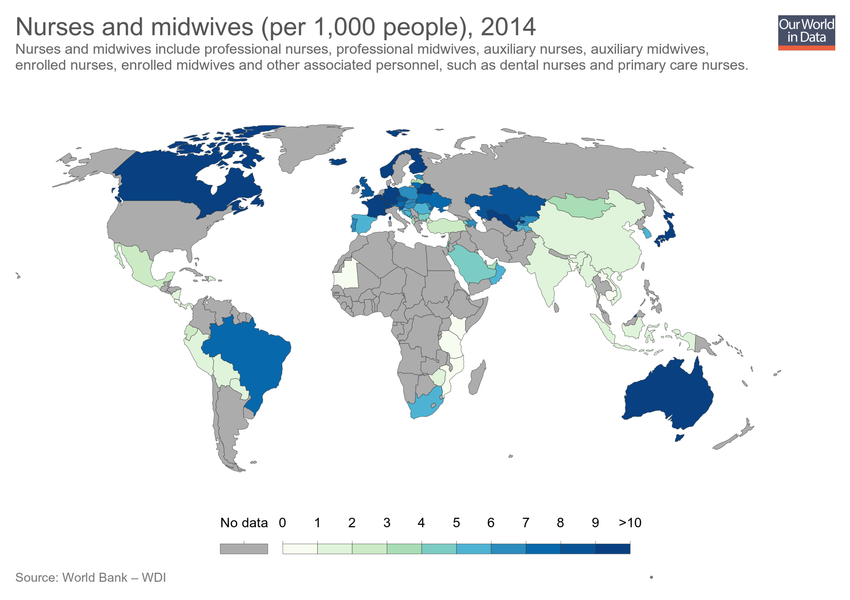 Nurses and midwives (per 1,000 people), 2014
Our World
in Data
Nurses and midwives include professional nurses, professional midwives, auxiliary nurses, auxiliary midwives,
enrolled nurses, enrolled midwives and other associated personnel, such as dental nurses and primary care nurses.
No data 0 1 2 3 4 5 6 7 8 9 >10
Source: World Bank – WDI